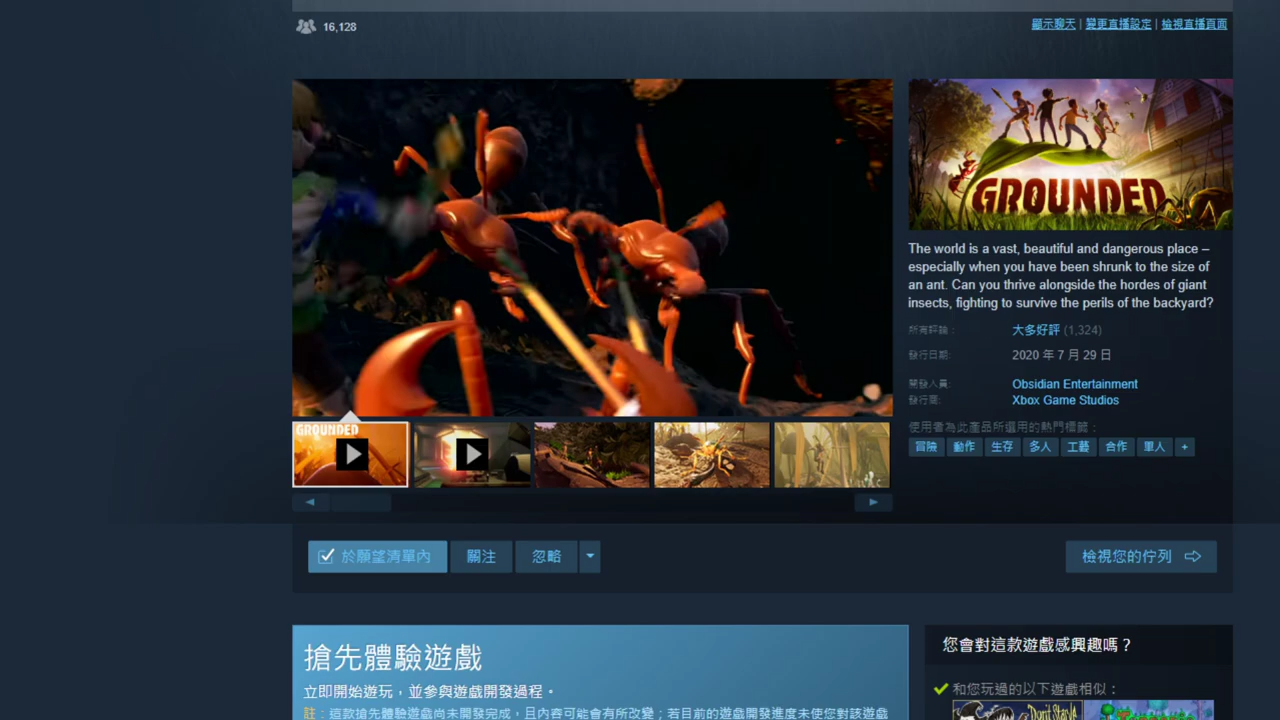 16,128
顯示聊天 | 變更直播設定 | 檢視直播頁面
GROUNDED
The world is a vast, beautiful and dangerous place –
especially when you have been shrunk to the size of
an ant. Can you thrive alongside the hordes of giant
insects, fighting to survive the perils of the backyard?
所有評論：
大多好評 (1,324)
發行日期:
2020 年 7 月 29 日
開發人員:
Obsidian Entertainment
發行商:
Xbox Game Studios
使用者為此產品所選用的熱門標籤：
冒險 動作 生存 多人 工藝 合作 單人 +
GROUNDED
於願望清單內
關注
忽略
檢視您的佇列
搶先體驗遊戲
立即開始遊玩，並參與遊戲開發過程。
註：這款搶先體驗遊戲尚未開發完成，且內容可能會有所改變；若目前的遊戲開發進度未使您對該遊戲
您會對這款遊戲感興趣嗎？
和您玩過的以下遊戲相似：
Don't Starve